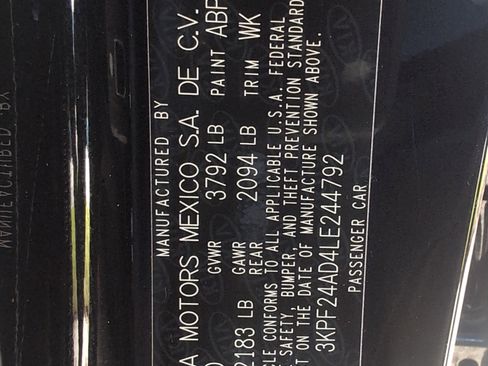 MANUFACTURED BY
MANUFACTURED BY
A MOTORS MEXICO S.A. DE C.V.
GVWR 3792 LB PAINT ABP
2183 LB GAWR REAR 2094 LB TRIM WK
CLE CONFORMS TO ALL APPLICABLE U.S.A. FEDERAL
SAFETY, BUMPER, AND THEFT PREVENTION STANDARD
T ON THE DATE OF MANUFACTURE SHOWN ABOVE.
3KPF24AD4LE244792
PASSENGER CAR